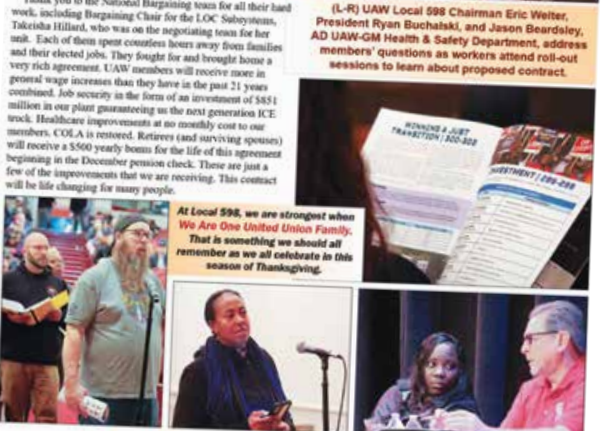 Thank you to the National Bargaining team for all their hard
work, including Bargaining Chair for the LOC Subsystems,
Takeisha Hillard, who was on the negotiating team for her
unit. Each of them spent countless hours away from families
and their elected jobs. They fought for and brought home a
very rich agreement. UAW members will receive more in
general wage increases than they have in the past 21 years
combined. Job security in the form of an investment of $851
million in our plant guaranteeing us the next generation ICE
truck. Healthcare improvements at no monthly cost to our
members. COLA is restored. Retirees (and surviving spouses)
will receive a $500 yearly bonus for the life of this agreement
beginning in the December pension check. These are just a
few of the improvements that we are receiving. This contract
will be life changing for many people.
(L-R) UAW Local 598 Chairman Eric Welter,
President Ryan Buchalski, and Jason Beardsley,
AD UAW-GM Health & Safety Department, address
members' questions as workers attend roll-out
sessions to learn about proposed contract.
WINNING A JUST
TRANSITION | 300-302
INVESTMENT | 295-298
At Local 598, we are strongest when
We Are One United Union Family.
That is something we should all
remember as we all celebrate in this
season of Thanksgiving.